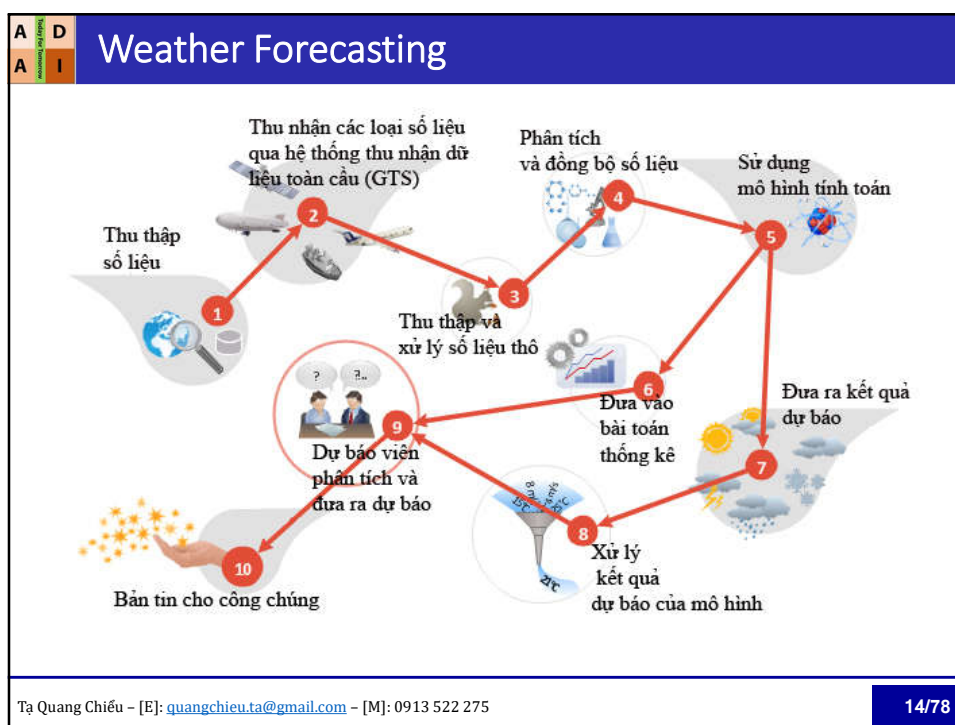 A D
Today For Tomorrow
A I
Weather Forecasting
Thu nhận các loại số liệu
qua hệ thống thu nhận dữ
liệu toàn cầu (GTS)
Phân tích
và đồng bộ số liệu
Sử dụng
mô hình tính toán
Thu thập
số liệu
1
2
3
4
5
Thu thập và
xử lý số liệu thô
6
Đưa vào
bài toán
thống kê
Đưa ra kết quả
dự báo
7
? ?..
9
Dự báo viên
phân tích và
đưa ra dự báo
15°C
21°C
8
Xử lý
kết quả
dự báo của mô hình
10
Bản tin cho công chúng
Tạ Quang Chiểu – [E]: quangchieu.ta@gmail.com – [M]: 0913 522 275
14/78